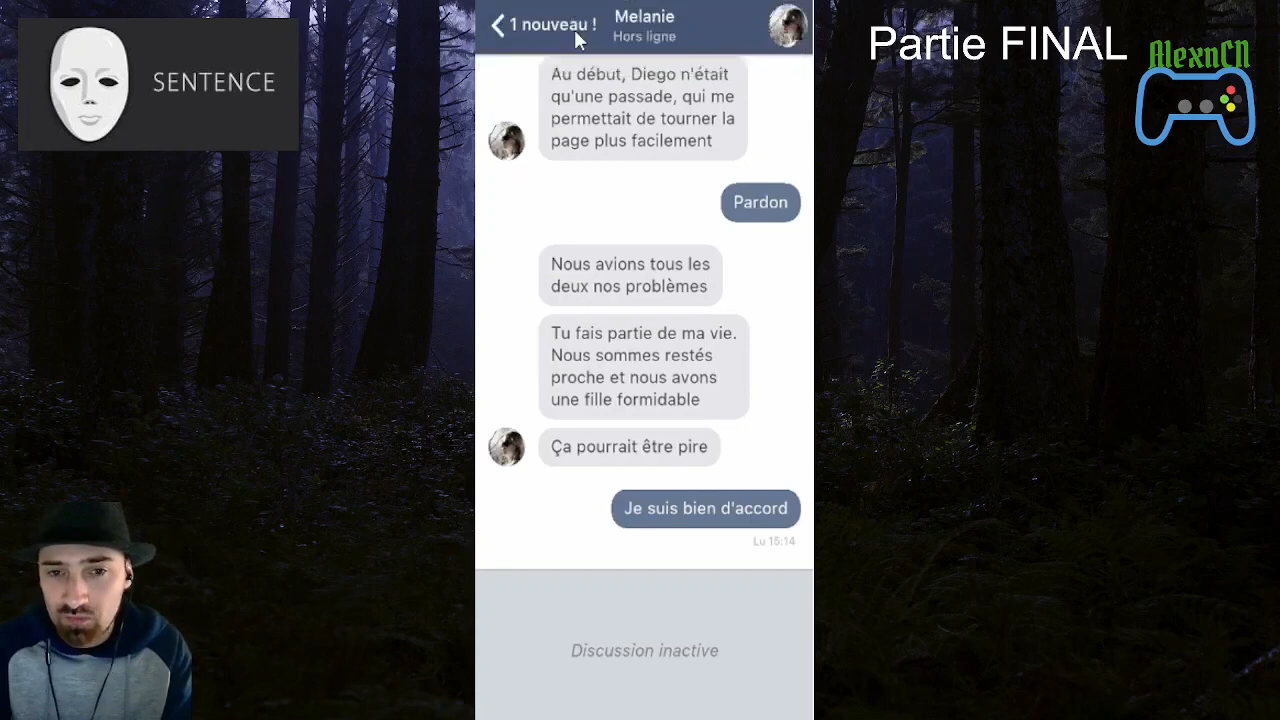 SENTENCE
1 nouveau !
Melanie
Hors ligne
Partie FINAL
AlexnCN
Au début, Diego n'était
qu'une passade, qui me
permettait de tourner la
page plus facilement
Pardon
Nous avions tous les
deux nos problèmes
Tu fais partie de ma vie.
Nous sommes restés
proche et nous avons
une fille formidable
Ça pourrait être pire
Je suis bien d'accord
Lu 15:14
Discussion inactive